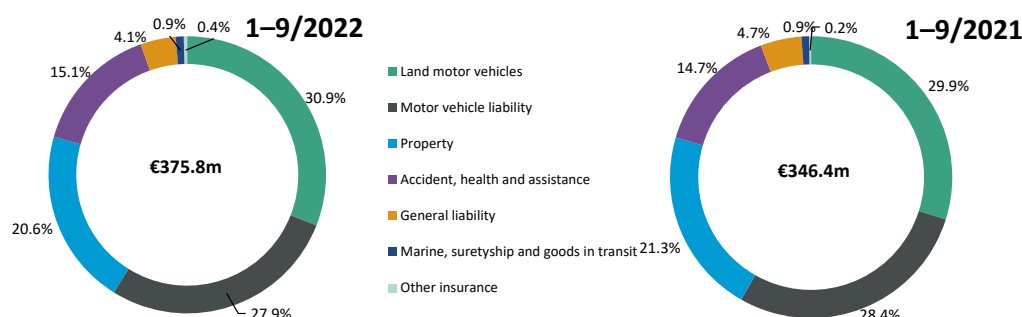 1–9/2022
0.9%
0.4%
4.1%
15.1%
30.9%
€375.8m
20.6%
27.9%
Land motor vehicles
Motor vehicle liability
Property
Accident, health and assistance
General liability
Marine, suretyship and goods in transit
Other insurance
1–9/2021
0.9%
0.2%
4.7%
14.7%
29.9%
€346.4m
21.3%
28.4%